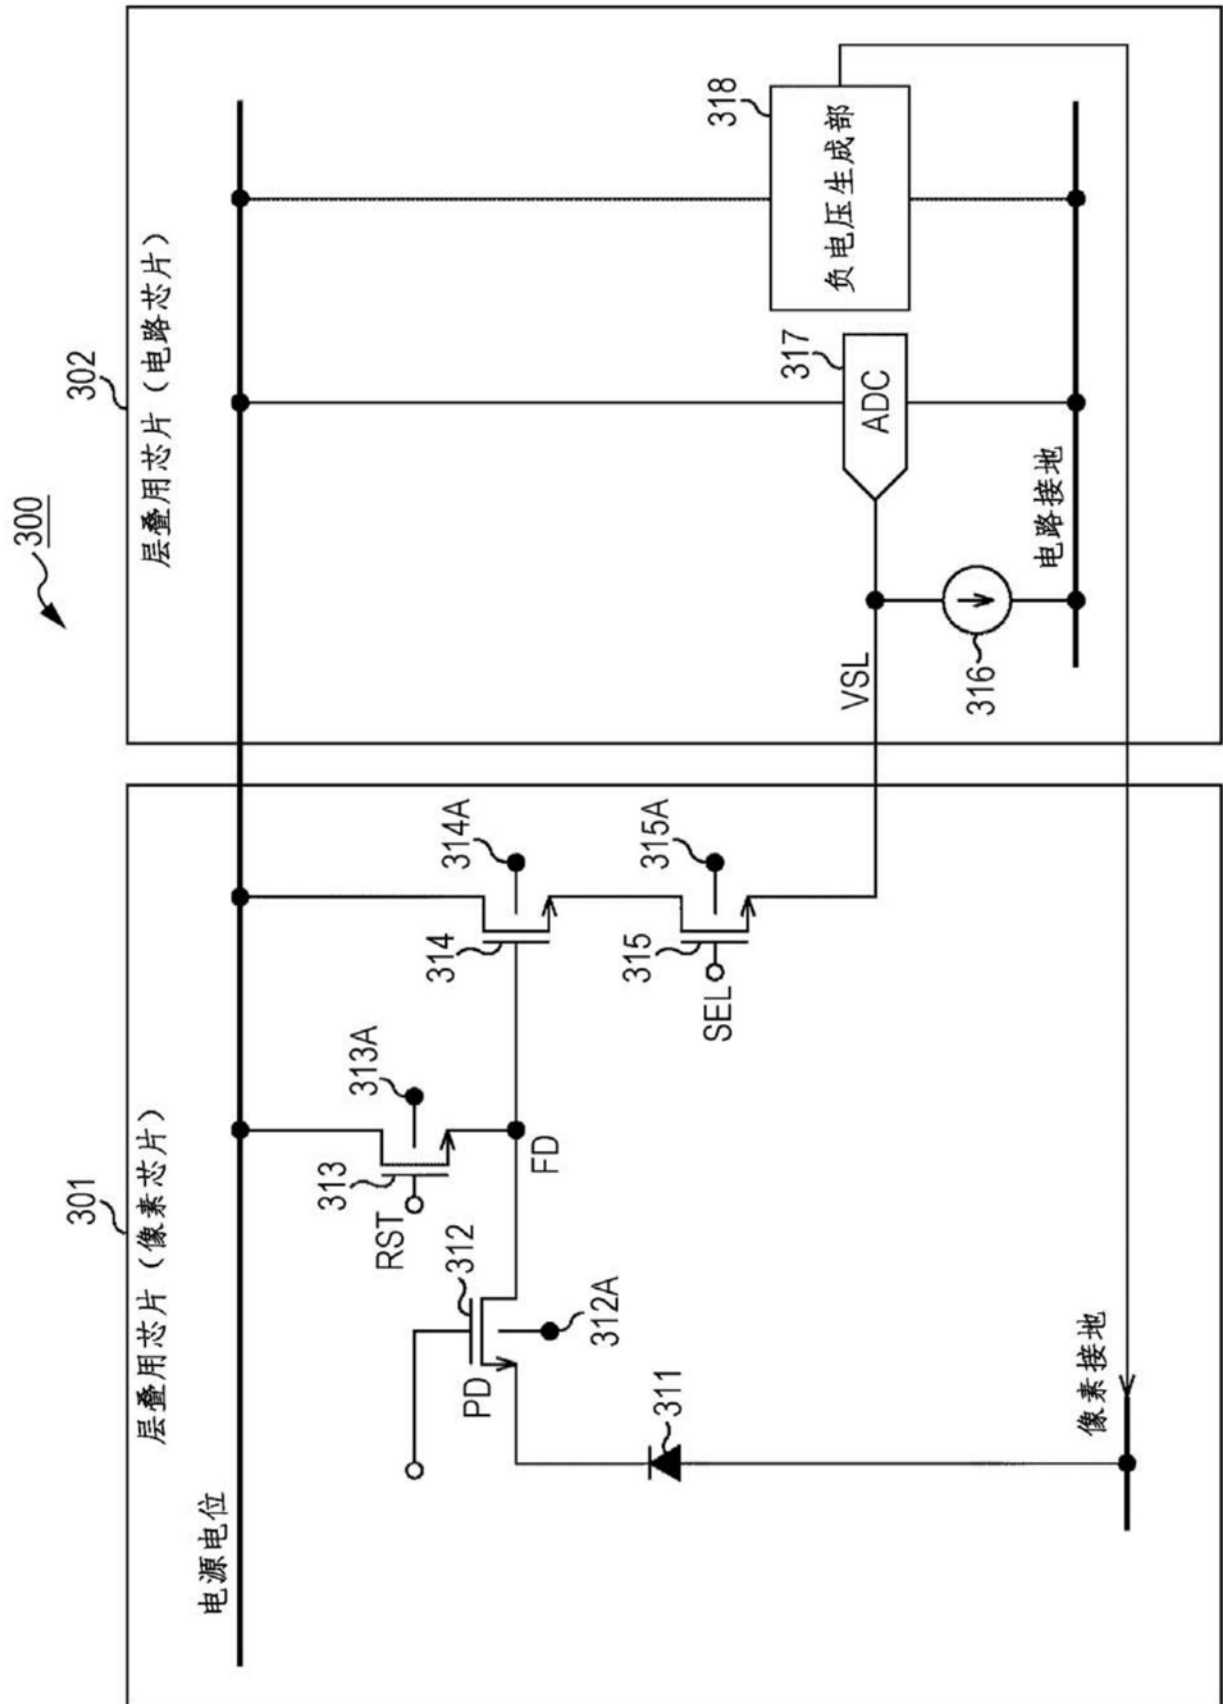 300
301
302
层叠用芯片（像素芯片）
层叠用芯片（电路芯片）
电源电位
RST
313
313A
314
314A
PD
312
312A
FD
SEL
315
315A
311
VSL
316
317
ADC
318
负电压生成部
像素接地
电路接地